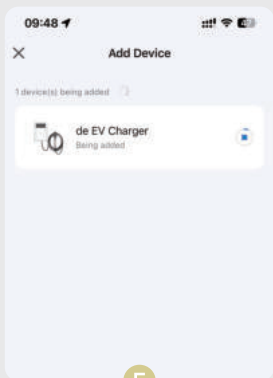 09:48
Add Device
1 device(s) being added
de EV Charger
Being added